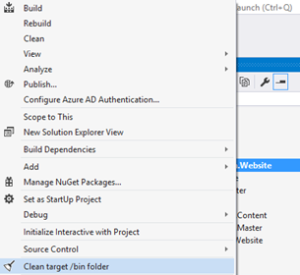 Build
Rebuild
Clean
View
Analyze
Publish...
Configure Azure AD Authentication...
Scope to This
New Solution Explorer View
Build Dependencies
Add
Manage NuGet Packages...
Set as StartUp Project
Debug
Initialize Interactive with Project
Source Control
Clean target /bin folder
aunch (Ctrl+Q)
.Website
Content
Master
Website